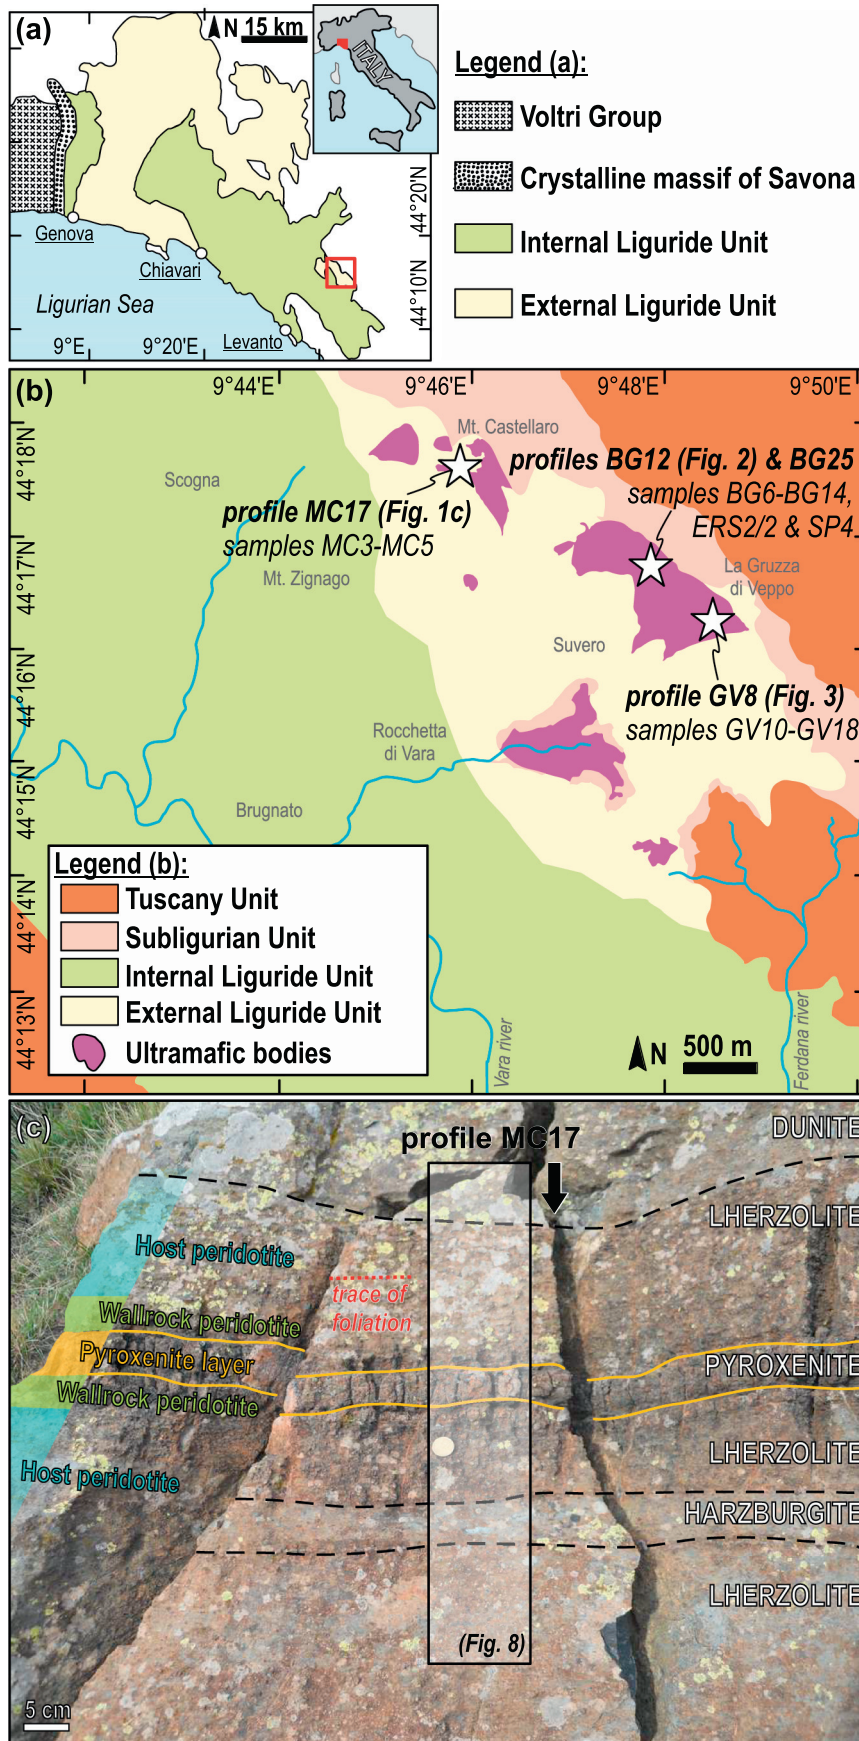 (a)
N 15 km
ITALY
Genova
Chiavari
Ligurian Sea
Levanto
9°E
9°20'E
44°20'N
44°10'N
Legend (a):
Voltri Group
Crystalline massif of Savona
Internal Liguride Unit
External Liguride Unit
(b)
9°44'E
9°46'E
9°48'E
9°50'E
44°18'N
44°17'N
44°16'N
44°15'N
44°14'N
44°13'N
Mt. Castellaro
Scogna
profiles BG12 (Fig. 2) & BG25
samples BG6-BG14,
ERS2/2 & SP4
profile MC17 (Fig. 1c)
samples MC3-MC5
Mt. Zignago
La Gruzza
di Veppo
Suvero
profile GV8 (Fig. 3)
samples GV10-GV18
Rocchetta
di Vara
Brugnato
Legend (b):
Tuscany Unit
Subligurian Unit
Internal Liguride Unit
External Liguride Unit
Ultramafic bodies
Vara river
Ferdana river
N 500 m
(c)
profile MC17
DUNITE
LHERZOLITE
Host peridotite
trace of
foliation
Wallrock peridotite
Pyroxenite layer
PYROXENITE
Wallrock peridotite
LHERZOLITE
Host peridotite
HARZBURGITE
LHERZOLITE
(Fig. 8)
5 cm